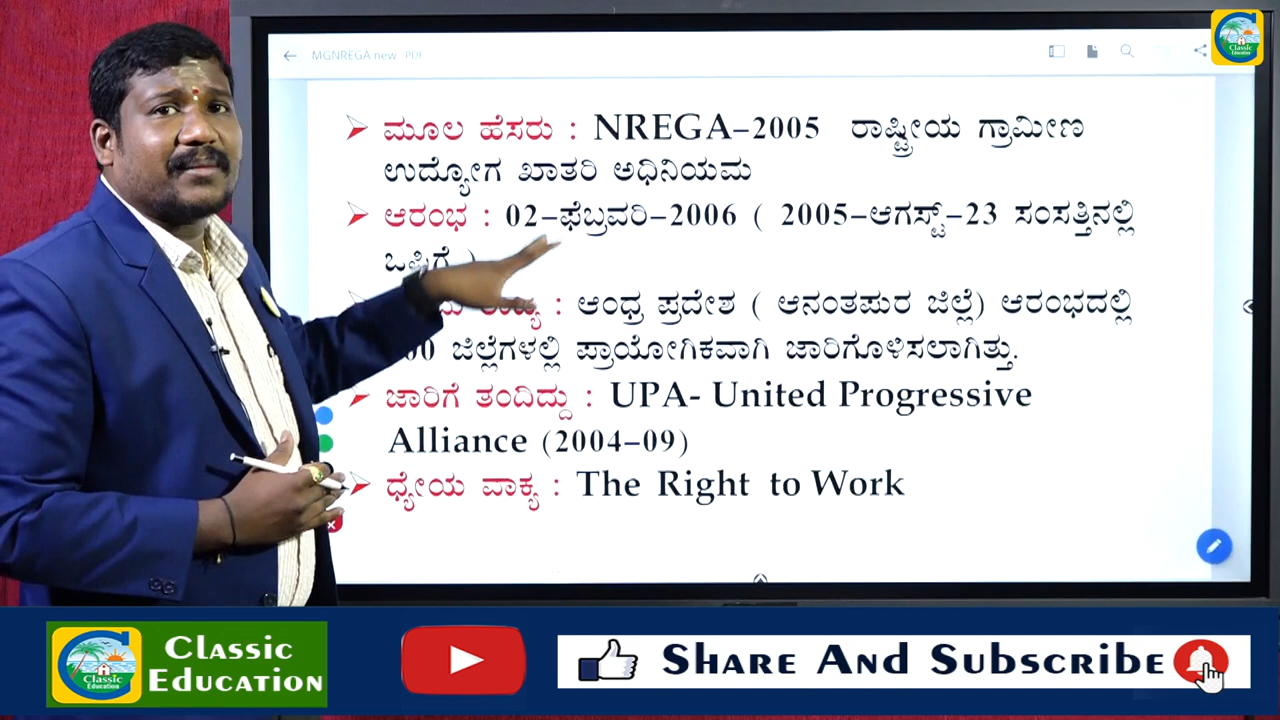 MGNREGA new -PDF
Classic
Education
ಮೂಲ ಹೆಸರು : NREGA-2005 ರಾಷ್ಟ್ರೀಯ ಗ್ರಾಮೀಣ
ಉದ್ಯೋಗ ಖಾತರಿ ಅಧಿನಿಯಮ
ಆರಂಭ : 02-ಫೆಬ್ರವರಿ-2006 ( 2005-ಆಗಸ್ಟ್-23 ಸಂಸತ್ತಿನಲ್ಲಿ
: ಆಂಧ್ರ ಪ್ರದೇಶ ( ಆನಂತಪುರ ಜಿಲ್ಲೆ) ಆರಂಭದಲ್ಲಿ
ಜಿಲ್ಲೆಗಳಲ್ಲಿ ಪ್ರಾಯೋಗಿಕವಾಗಿ ಜಾರಿಗೊಳಿಸಲಾಗಿತ್ತು.
ಜಾರಿಗೆ ತಂದಿದ್ದು : UPA- United Progressive
Alliance (2004-09)
ಧ್ಯೇಯ ವಾಕ್ಯ : The Right to Work
Classic
Education
Classic
Education
Share And Subscribe